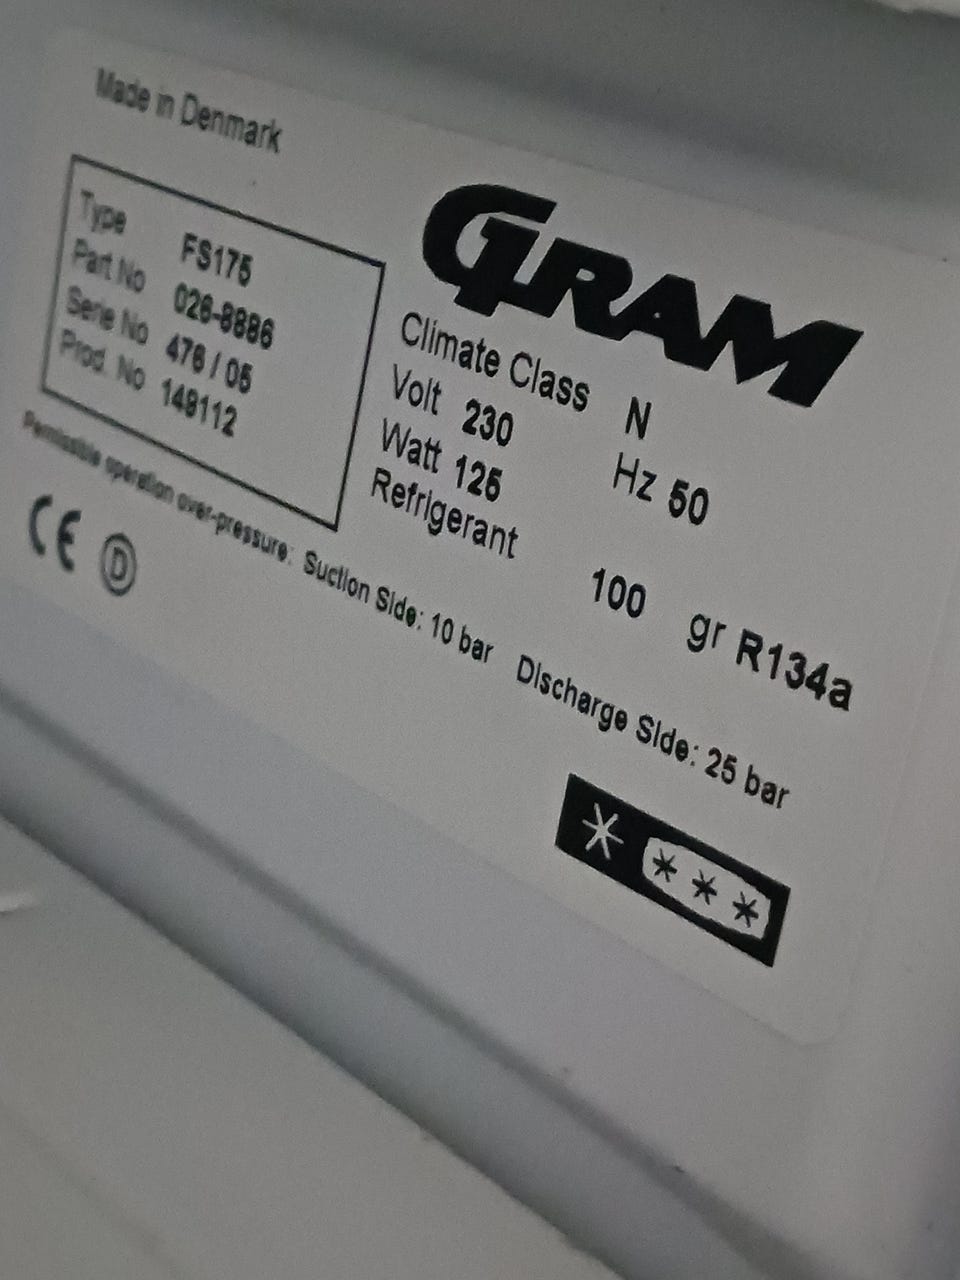 Made in Denmark
GRAM
Type FS175
Part No 026-8886
Serie No 476 / 05
Prod. No 149112
Climate Class N
Volt 230 Hz 50
Watt 125
Refrigerant 100 gr R134a
Permissible operation over-pressure: Suction Side: 10 bar Discharge Side: 25 bar
CE D
* * * *